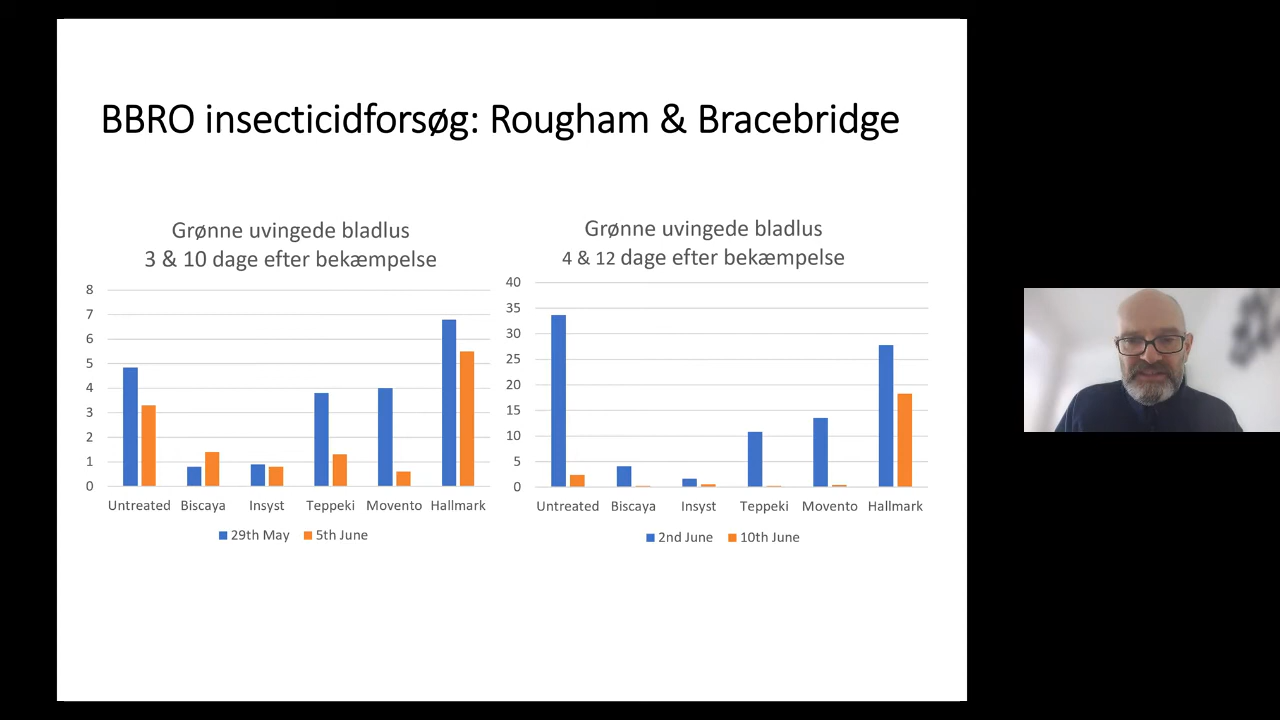 BBRO insecticidforsøg: Rougham & Bracebridge
Grønne uvingede bladlus
3 & 10 dage efter bekæmpelse
8
7
6
5
4
3
2
1
0
Untreated Biscaya Insyst Teppeki Movento Hallmark
29th May 5th June
Grønne uvingede bladlus
4 & 12 dage efter bekæmpelse
40
35
30
25
20
15
10
5
0
Untreated Biscaya Insyst Teppeki Movento Hallmark
2nd June 10th June